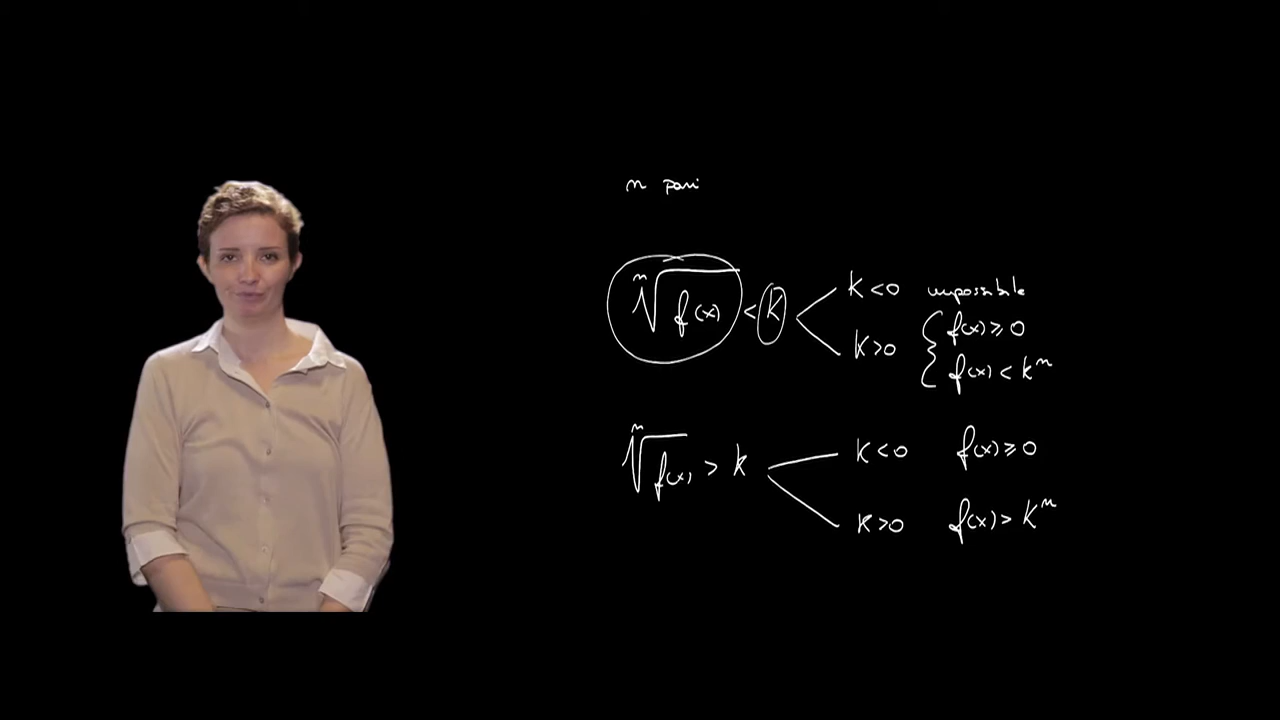 n pari
ⁿ√f(x) < k
k < 0 impossibile
k > 0 { f(x) ≥ 0
f(x) < kⁿ
ⁿ√f(x) > k
k < 0 f(x) ≥ 0
k > 0 f(x) > kⁿ